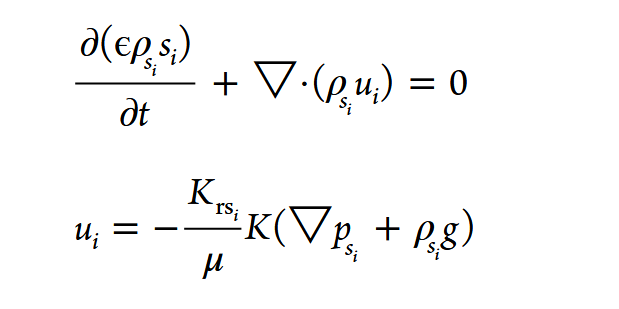 ∂(ϵρ_{s_i} s_i)/∂t + ∇·(ρ_{s_i} u_i) = 0
u_i = −(K_{rs_i}/μ) K(∇p_{s_i} + ρ_{s_i} g)